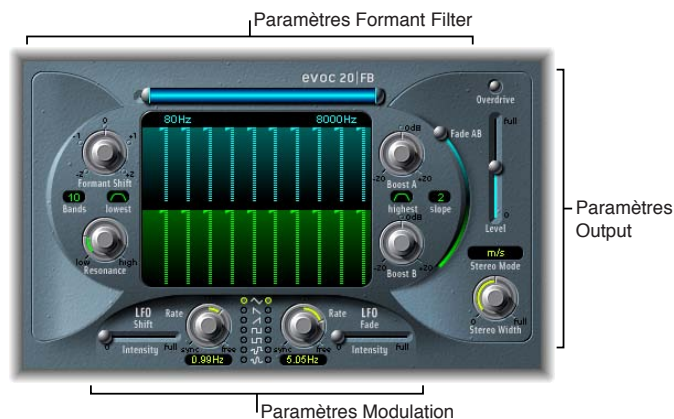 Paramètres Formant Filter
evoc 20|FB
80Hz 8000Hz
Overdrive
full
Fade AB
0
-1 +1
-2 +2
Formant Shift
10
Bands
lowest
low high
Resonance
0dB
-20 +20
Boost A
highest
2
slope
0dB
-20 +20
Boost B
0
Level
m/s
Stereo Mode
0 full
Stereo Width
Paramètres
Output
LFO
Shift
Rate
0 full
Intensity
sync free
0.99Hz
Rate
sync free
5.05Hz
LFO
Fade
0 full
Intensity
Paramètres Modulation